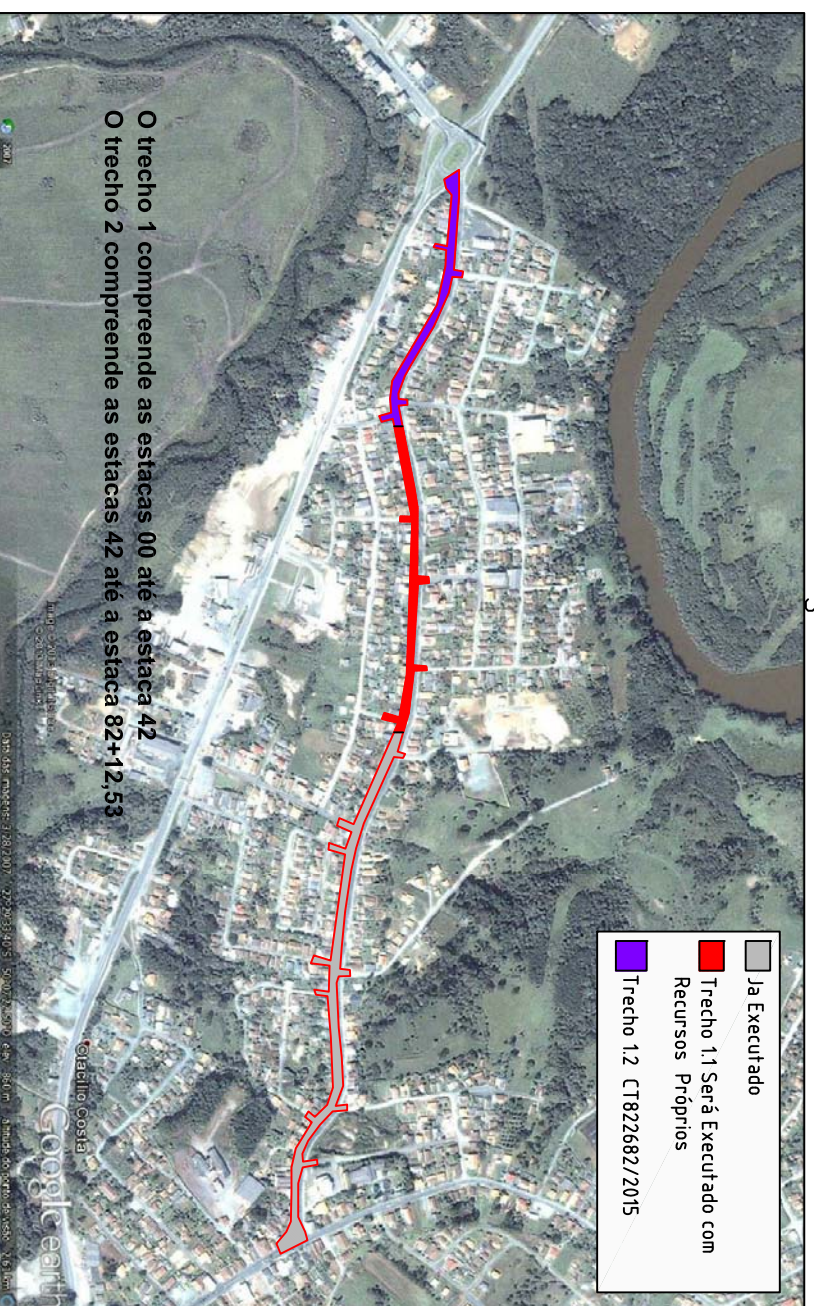 Ja Executado
Trecho 1.1 Será Executado com
Recursos Próprios
Trecho 1.2 CT822682/2015
O trecho 1 compreende as estacas 00 até a estaca 42
O trecho 2 compreende as estacas 42 até a estaca 82+12,53
Otacílio Costa
Google earth
2007